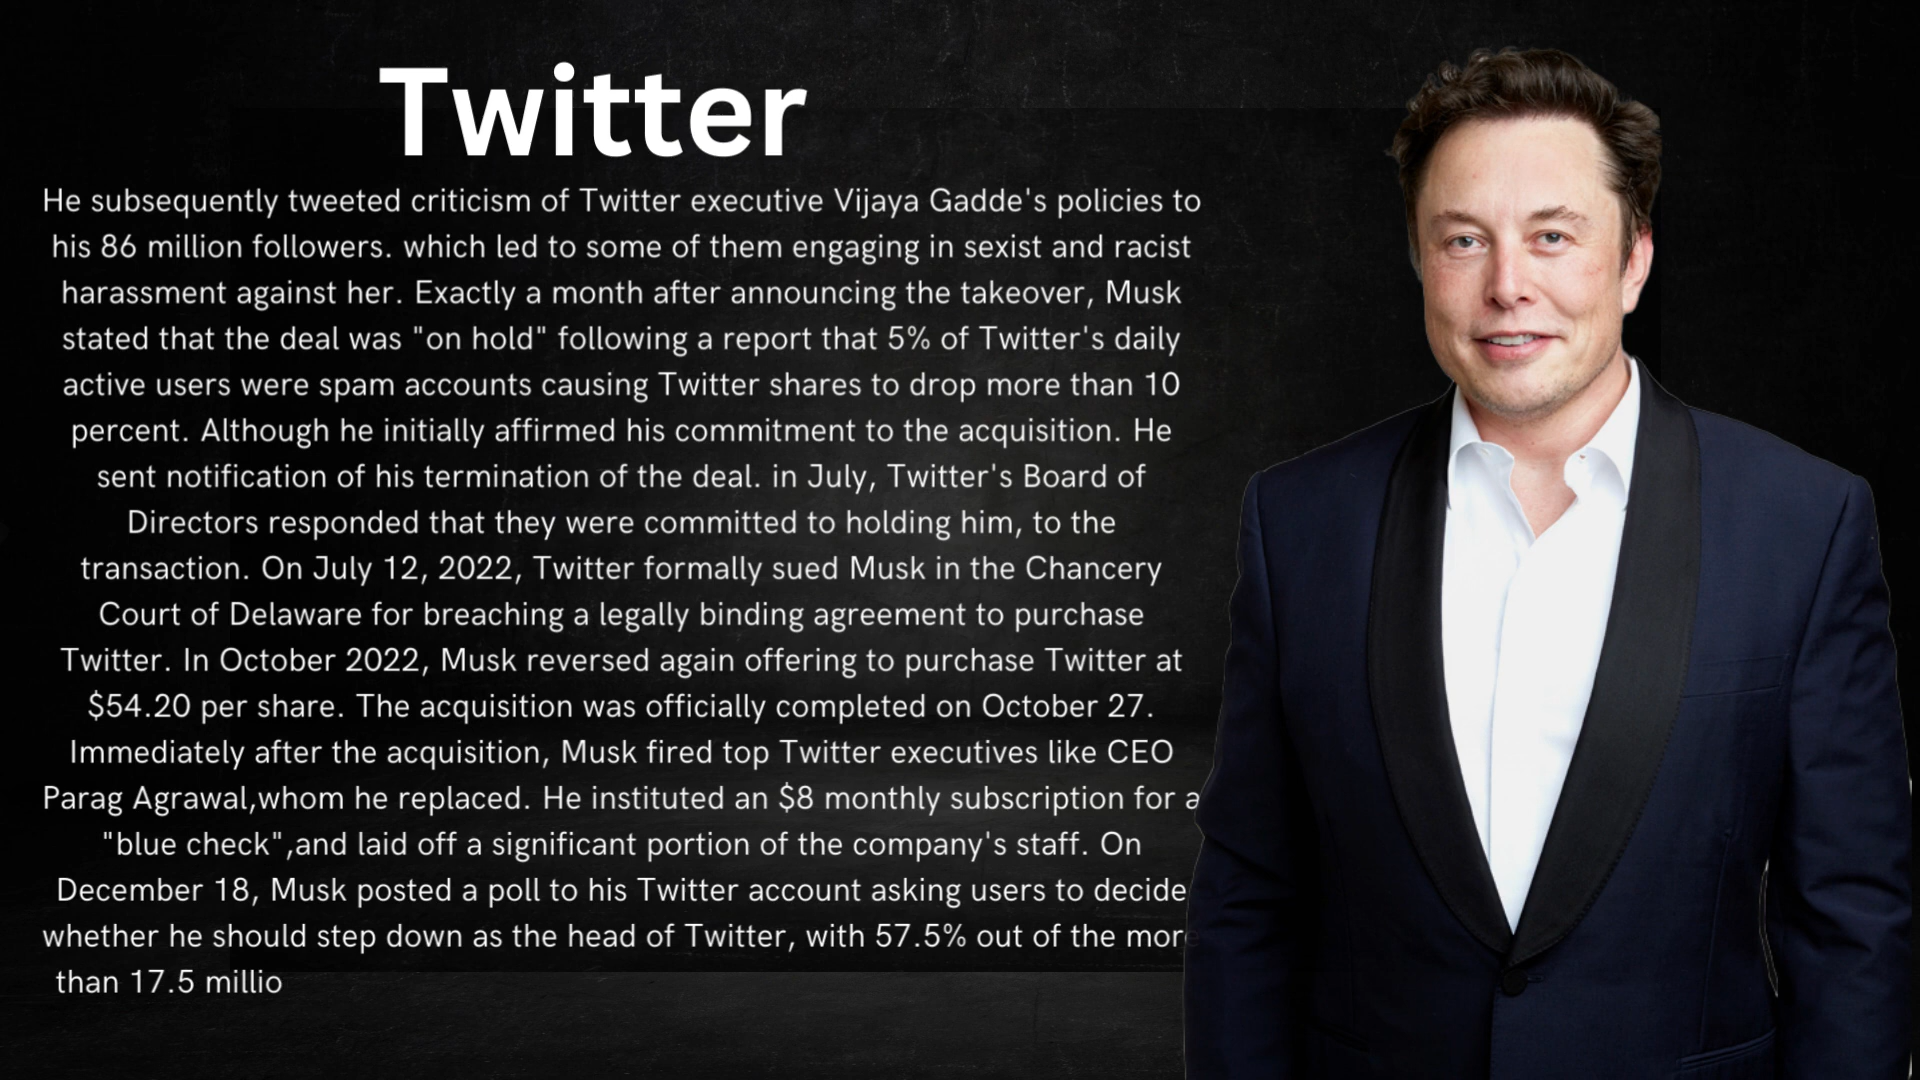 Twitter
He subsequently tweeted criticism of Twitter executive Vijaya Gadde's policies to
his 86 million followers. which led to some of them engaging in sexist and racist
harassment against her. Exactly a month after announcing the takeover, Musk
stated that the deal was "on hold" following a report that 5% of Twitter's daily
active users were spam accounts causing Twitter shares to drop more than 10
percent. Although he initially affirmed his commitment to the acquisition. He
sent notification of his termination of the deal. in July, Twitter's Board of
Directors responded that they were committed to holding him, to the
transaction. On July 12, 2022, Twitter formally sued Musk in the Chancery
Court of Delaware for breaching a legally binding agreement to purchase
Twitter. In October 2022, Musk reversed again offering to purchase Twitter at
$54.20 per share. The acquisition was officially completed on October 27.
Immediately after the acquisition, Musk fired top Twitter executives like CEO
Parag Agrawal,whom he replaced. He instituted an $8 monthly subscription for a
"blue check",and laid off a significant portion of the company's staff. On
December 18, Musk posted a poll to his Twitter account asking users to decide
whether he should step down as the head of Twitter, with 57.5% out of the more
than 17.5 millio